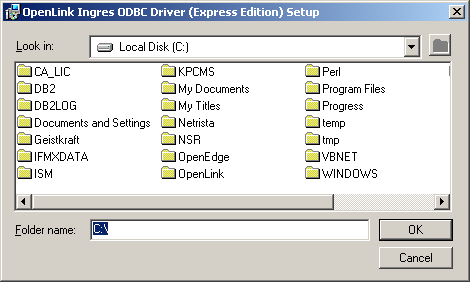 OpenLink Ingres ODBC Driver (Express Edition) Setup
Look in: Local Disk (C:)
CA_LIC KPCMS Perl
DB2 My Documents Program Files
DB2LOG My Titles Progress
Documents and Settings Netrista temp
Geistkraft NSR tmp
IFMXDATA OpenEdge VBNET
ISM OpenLink WINDOWS
Folder name: C:\ OK
Cancel